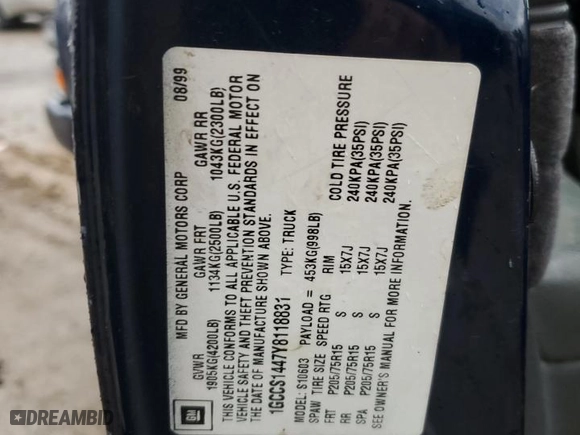 MFD BY GENERAL MOTORS CORP 08/99
GVWR GAWR FRT GAWR RR
1905KG(4200LB) 1134KG(2500LB) 1043KG(2300LB)
THIS VEHICLE CONFORMS TO ALL APPLICABLE U.S. FEDERAL MOTOR
VEHICLE SAFETY AND THEFT PREVENTION STANDARDS IN EFFECT ON
THE DATE OF MANUFACTURE SHOWN ABOVE.
1GCCS1447Y8118831 TYPE: TRUCK
MODEL: S10603 PAYLOAD = 453KG(998LB)
SPAW TIRE SIZE SPEED RTG RIM COLD TIRE PRESSURE
FRT P205/75R15 S 15X7J 240KPA(35PSI)
RR P205/75R15 S 15X7J 240KPA(35PSI)
SPA P205/75R15 S 15X7J 240KPA(35PSI)
SEE OWNER'S MANUAL FOR MORE INFORMATION.
GM
AUTOBIDCAR